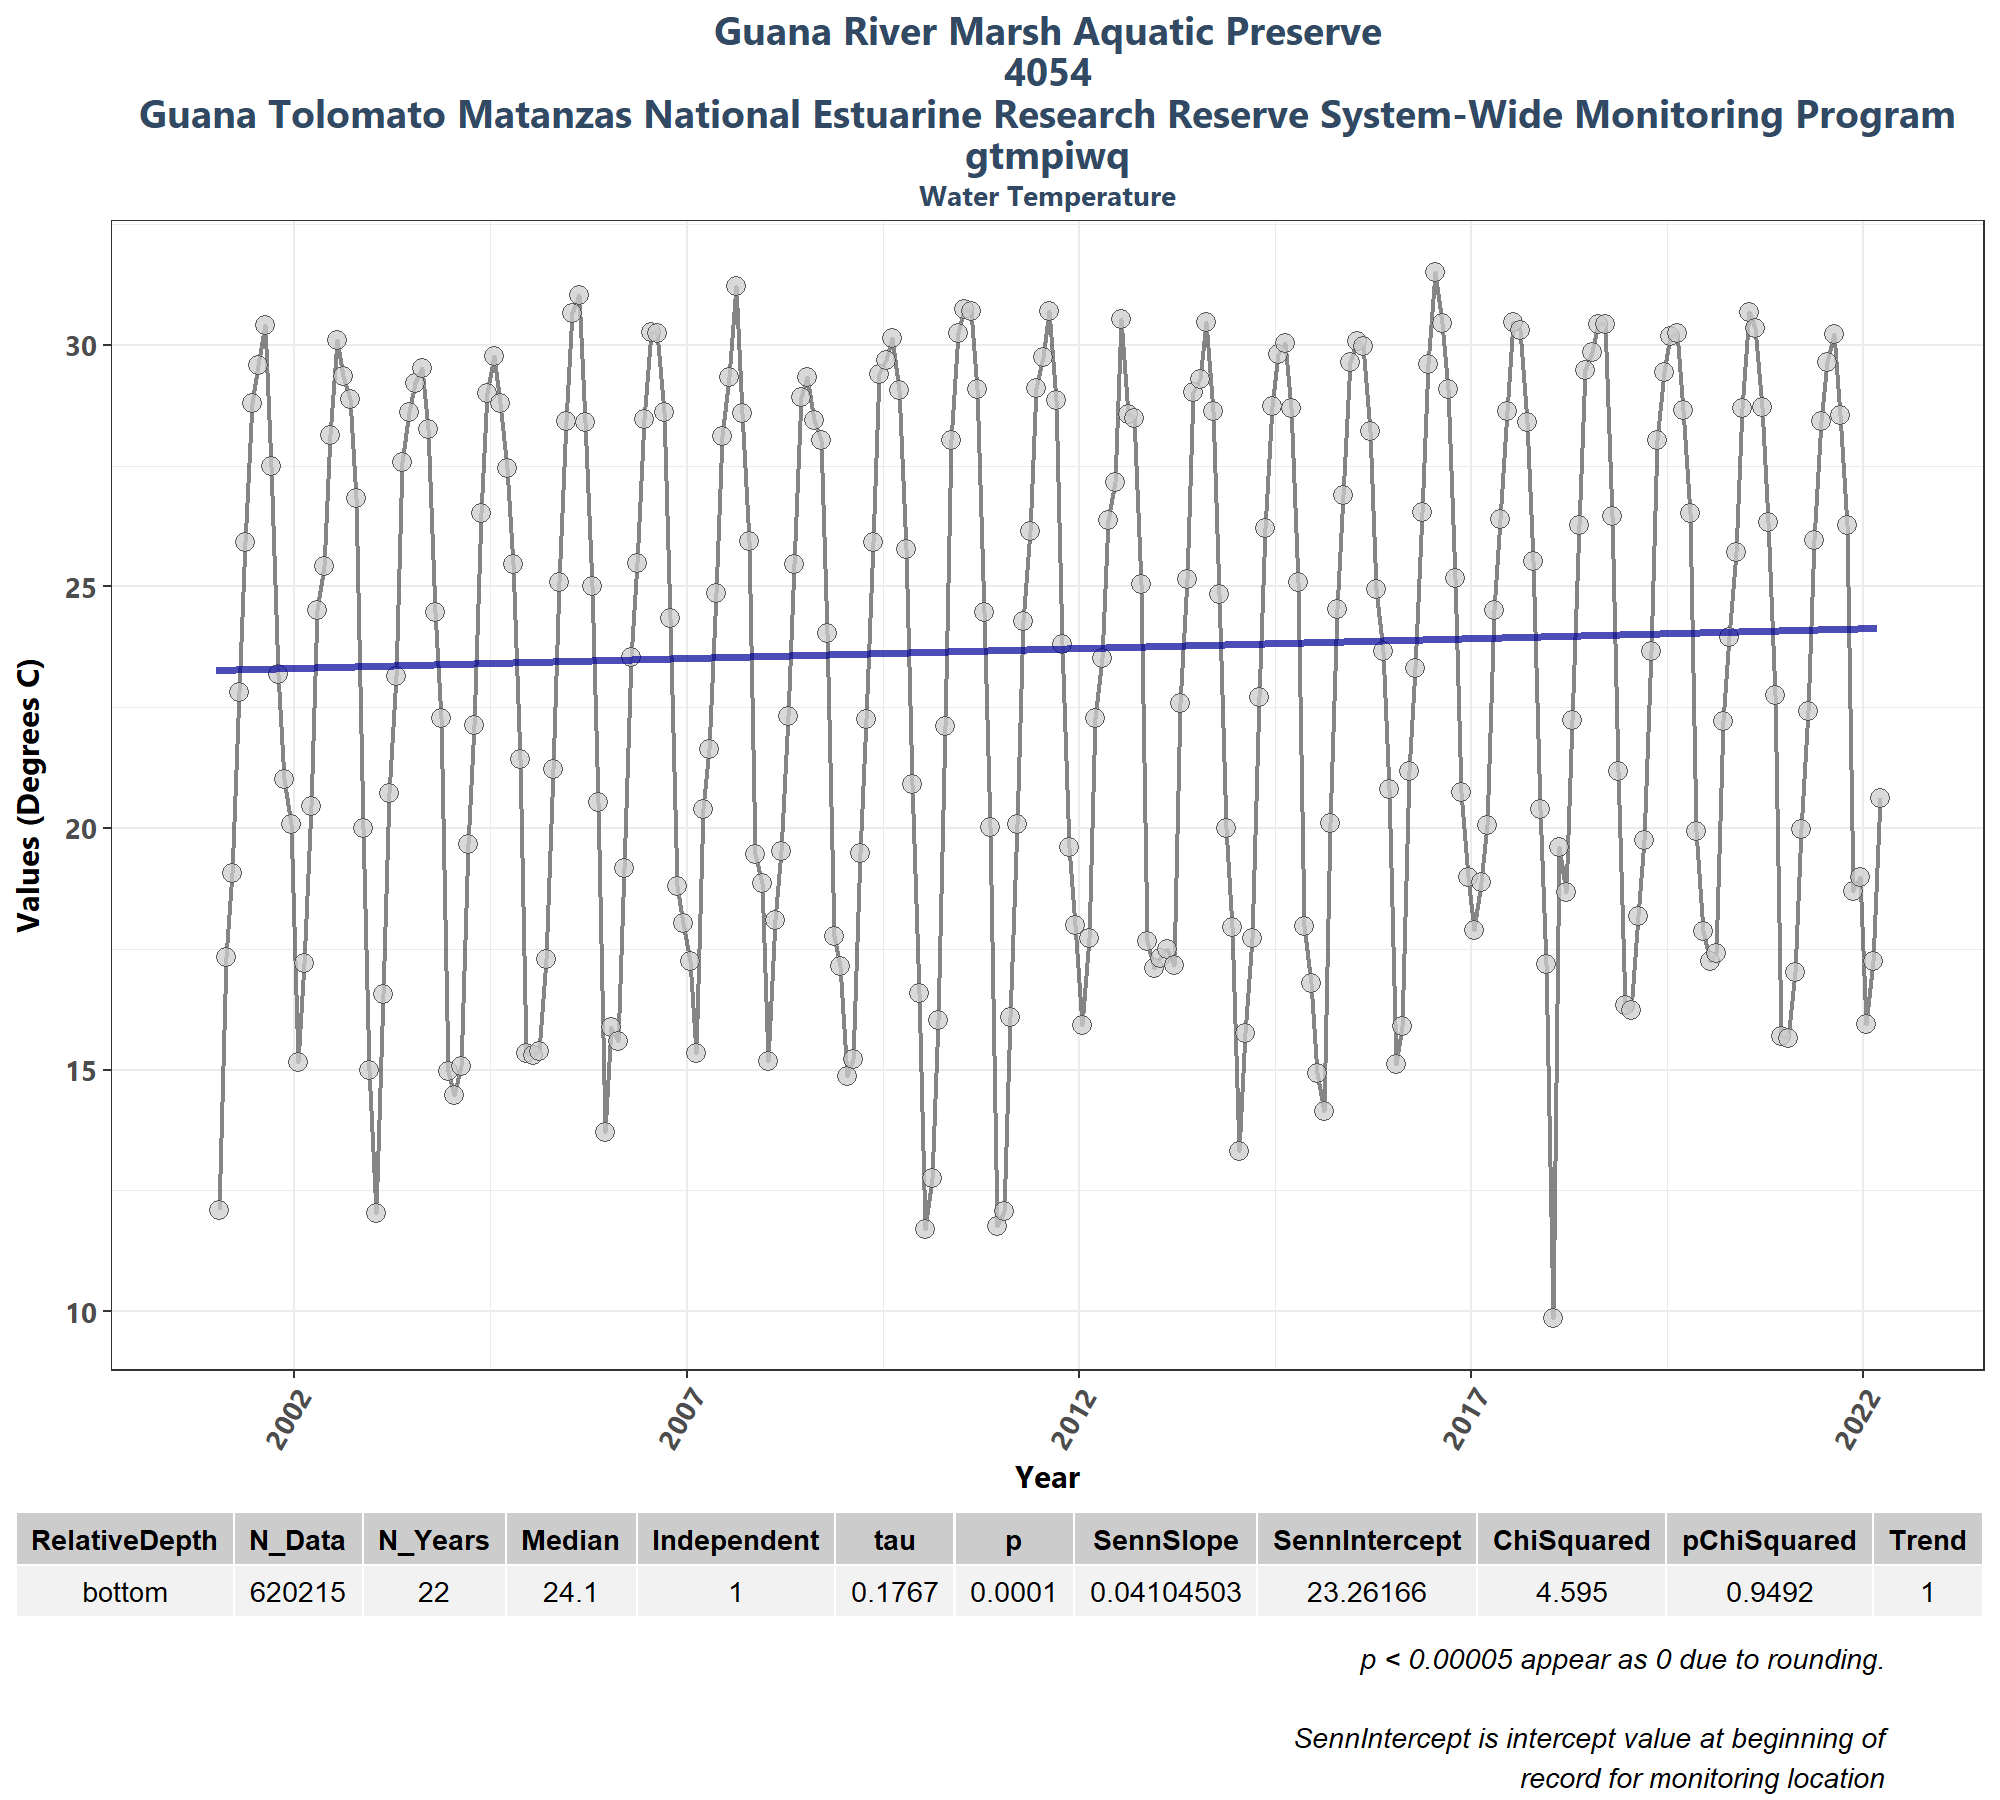 Guana River Marsh Aquatic Preserve
4054
Guana Tolomato Matanzas National Estuarine Research Reserve System-Wide Monitoring Program
gtmpiwq
Water Temperature
Values (Degrees C)
30
25
20
15
10
2002 2007 2012 2017 2022
Year
RelativeDepth N_Data N_Years Median Independent tau p SennSlope SennIntercept ChiSquared pChiSquared Trend
bottom 620215 22 24.1 1 0.1767 0.0001 0.04104503 23.26166 4.595 0.9492 1
p < 0.00005 appear as 0 due to rounding.
SennIntercept is intercept value at beginning of
record for monitoring location